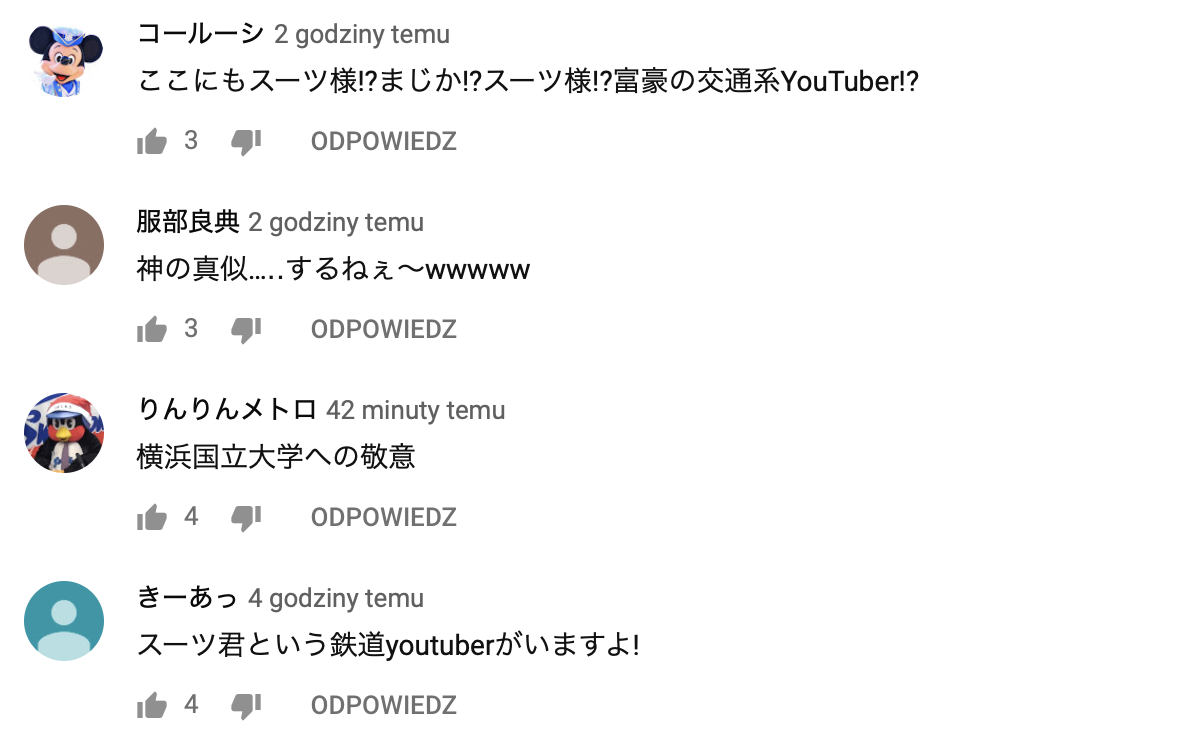 コールーシ 2 godziny temu
ここにもスーツ様!?まじか!?スーツ様!?富豪の交通系YouTuber!?
3 ODPOWIEDZ
服部良典 2 godziny temu
神の真似.....するねぇ〜wwwww
3 ODPOWIEDZ
りんりんメトロ 42 minuty temu
横浜国立大学への敬意
4 ODPOWIEDZ
きーあっ 4 godziny temu
スーツ君という鉄道youtuberがいますよ!
4 ODPOWIEDZ